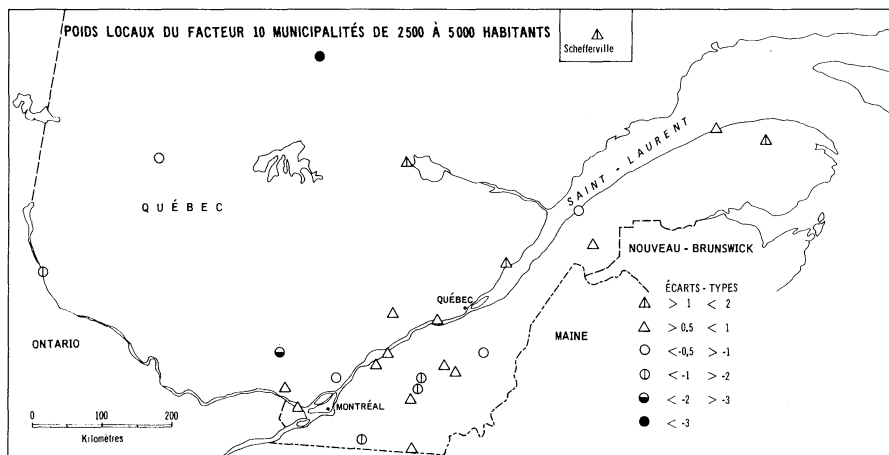 POIDS LOCAUX DU FACTEUR 10 MUNICIPALITÉS DE 2500 À 5000 HABITANTS
Schefferville
SAINT - LAURENT
QUÉBEC
NOUVEAU - BRUNSWICK
QUÉBEC
ÉCARTS - TYPES
> 1 < 2
> 0.5 < 1
MAINE
ONTARIO
< -0,5 > -1
< -1 > -2
MONTRÉAL
< -2 > -3
0 100 200
< -3
Kilomètres